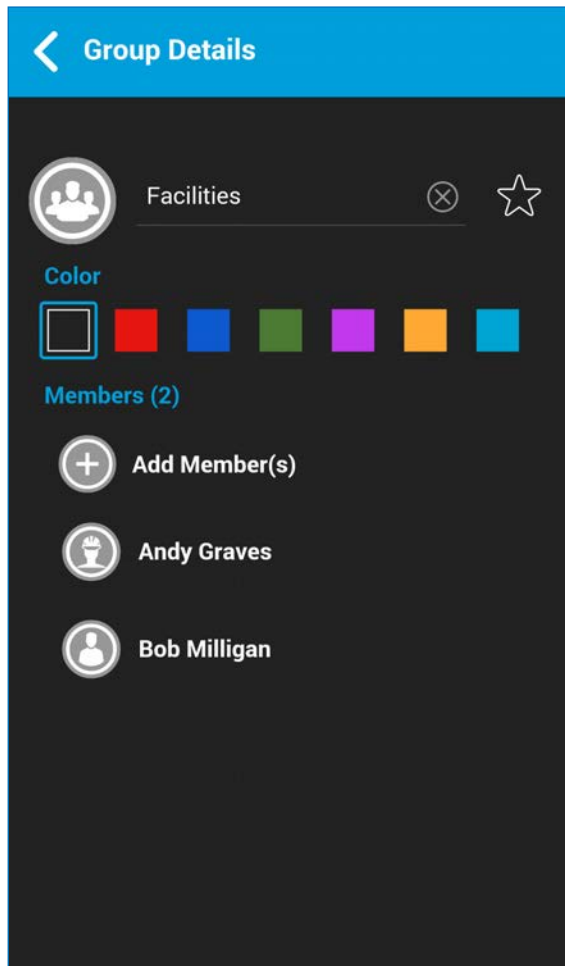 Group Details
Facilities
Color
Members (2)
Add Member(s)
Andy Graves
Bob Milligan